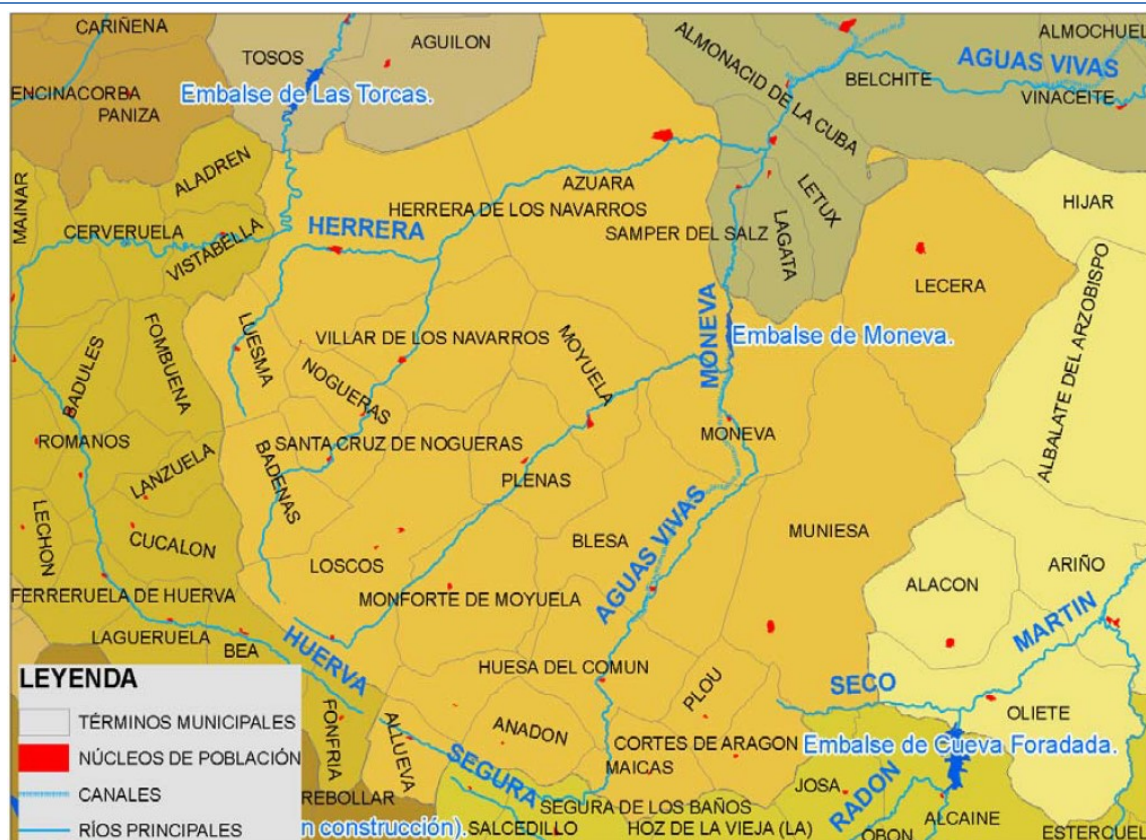 CARIÑENA
TOSOS
AGUILON
ALMOCHUEL
ALMONACID DE LA CUBA
BELCHITE
AGUAS VIVAS
ENCINACORBA
Embalse de Las Torcas.
VINACEITE
PANIZA
ALADREN
MAINAR
AZUARA
LETUX
HIJAR
HERRERA DE LOS NAVARROS
CERVERUELA
HERRERA
SAMPER DEL SALZ
LAGATA
VISTABELLA
LECERA
ALBALATE DEL ARZOBISPO
LUESMA
VILLAR DE LOS NAVARROS
MOYUELA
MONEVA
Embalse de Moneva.
FOMBUENA
BADULES
NOGUERAS
ROMANOS
SANTA CRUZ DE NOGUERAS
MONEVA
BADENAS
LANZUELA
PLENAS
LECHON
AGUAS VIVAS
MUNIESA
CUCALON
BLESA
LOSCOS
ALACON
ARIÑO
FERRERUELA DE HUERVA
MONFORTE DE MOYUELA
MARTIN
LAGUERUELA
HUERVA
BEA
HUESA DEL COMUN
PLOU
SECO
OLIETE
FONFRIA
ALLUEVA
ANADON
CORTES DE ARAGON
Embalse de Cueva Foradada.
SEGURA
MAICAS
JOSA
RADON
REBOLLAR
SEGURA DE LOS BAÑOS
ALCAINE
n construcción).
SALCEDILLO
HOZ DE LA VIEJA (LA)
OBON
ESTERCUEL
LEYENDA
TÉRMINOS MUNICIPALES
NÚCLEOS DE POBLACIÓN
CANALES
RÍOS PRINCIPALES